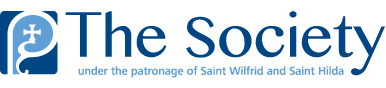 The Society
under the patronage of Saint Wilfrid and Saint Hilda